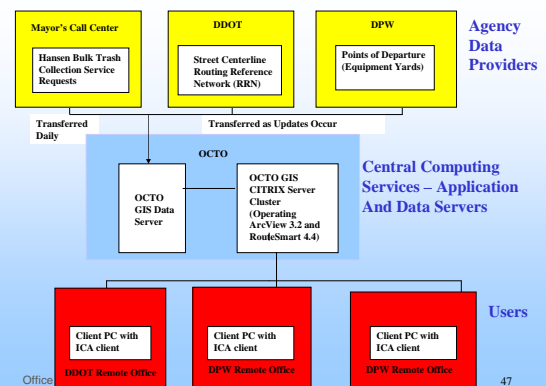 Mayor's Call Center
DDOT
DPW
Agency
Data
Providers
Hansen Bulk Trash
Collection Service
Requests
Street Centerline
Routing Reference
Network (RRN)
Points of Departure
(Equipment Yards)
Transferred
Daily
Transferred as Updates Occur
OCTO
OCTO
GIS Data
Server
OCTO GIS
CITRIX Server
Cluster
(Operating
ArcView 3.2 and
RouteSmart 4.4)
Central Computing
Services – Application
And Data Servers
Users
Client PC with
ICA client
Client PC with
ICA client
Client PC with
ICA client
DDOT Remote Office
DPW Remote Office
DPW Remote Office
Office
47